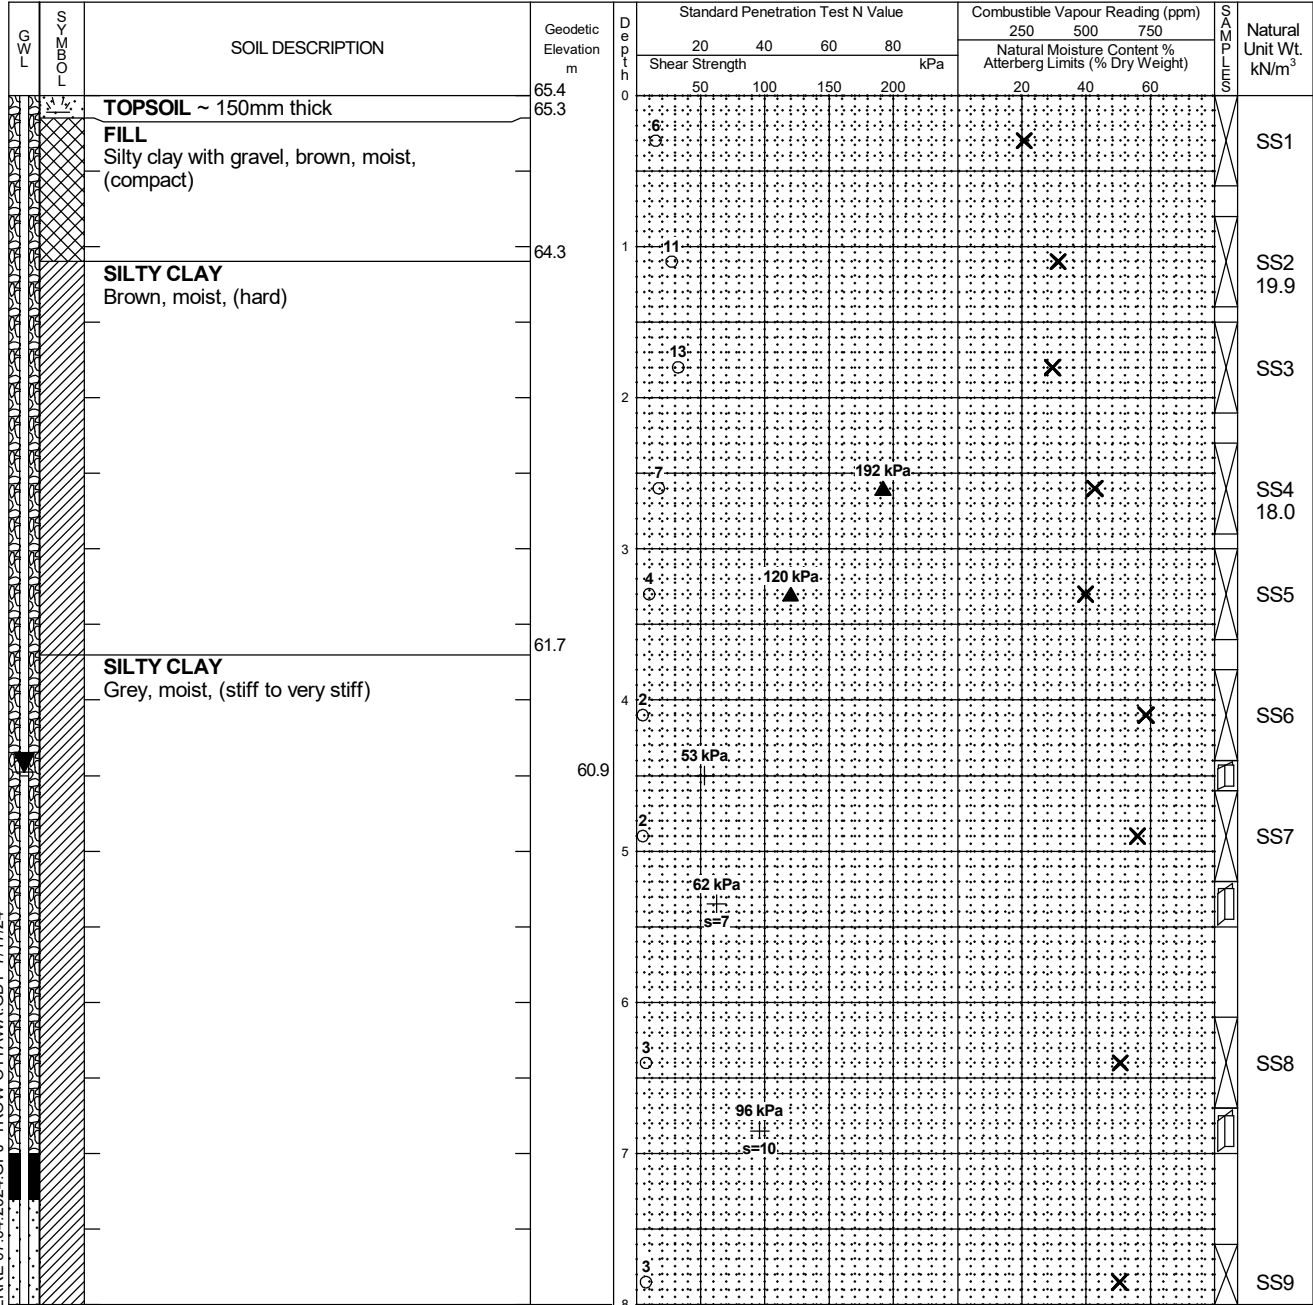 GWL
SYMBOL
SOIL DESCRIPTION
Geodetic
Elevation
m
Depth
Standard Penetration Test N Value
20 40 60 80
Shear Strength kPa
50 100 150 200
Combustible Vapour Reading (ppm)
250 500 750
Natural Moisture Content %
Atterberg Limits (% Dry Weight)
20 40 60
SAMPLES
Natural
Unit Wt.
kN/m³
65.4
0
TOPSOIL ~ 150mm thick
65.3
FILL
Silty clay with gravel, brown, moist,
(compact)
6
SS1
64.3
1
11
SS2
19.9
SILTY CLAY
Brown, moist, (hard)
13
SS3
2
7
192 kPa
SS4
18.0
3
4
120 kPa
SS5
61.7
SILTY CLAY
Grey, moist, (stiff to very stiff)
4
2
SS6
60.9
53 kPa
2
SS7
5
62 kPa
s=7
6
3
SS8
96 kPa
s=10
7
3
SS9
8